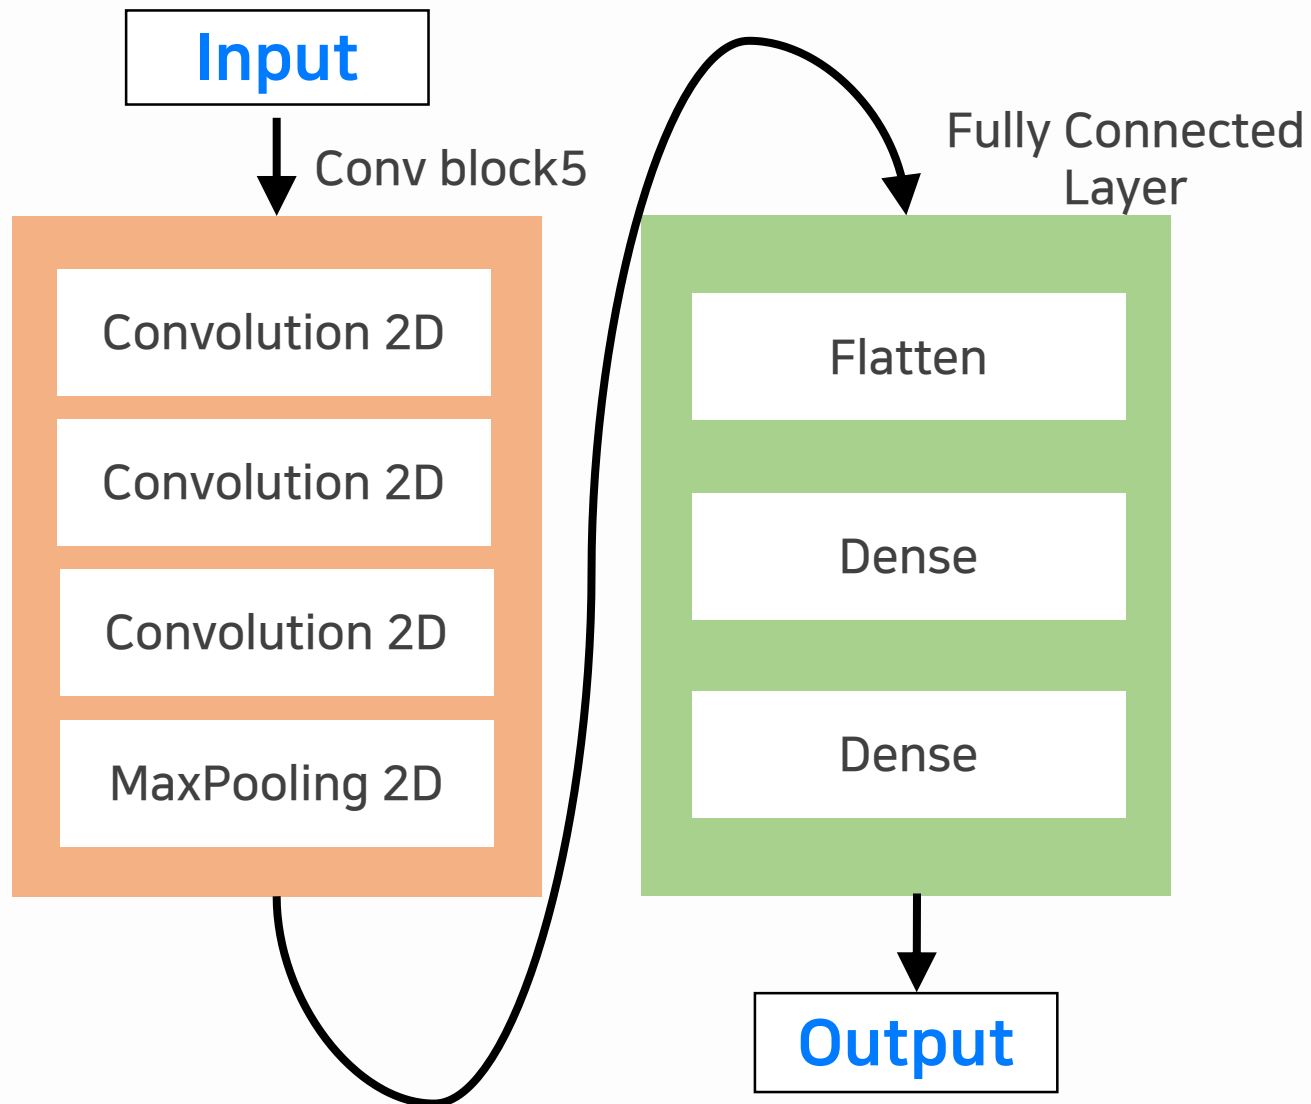 Input
Conv block5
Convolution 2D
Convolution 2D
Convolution 2D
MaxPooling 2D
Fully Connected
Layer
Flatten
Dense
Dense
Output